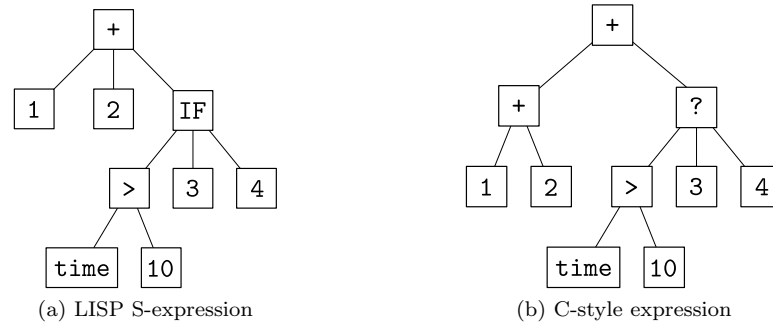 + +
1 2 IF + ?
> 3 4 1 2 > 3 4
time 10 time 10
(a) LISP S-expression (b) C-style expression